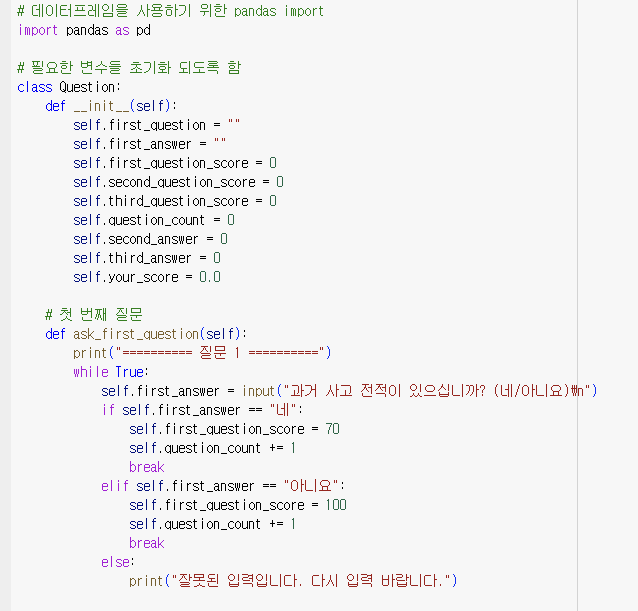 # 데이터프레임을 사용하기 위한 pandas import
import pandas as pd
# 필요한 변수들 초기화 되도록 함
class Question:
    def __init__(self):
        self.first_question = ""
        self.first_answer = ""
        self.first_question_score = 0
        self.second_question_score = 0
        self.third_question_score = 0
        self.question_count = 0
        self.second_answer = 0
        self.third_answer = 0
        self.your_score = 0.0
    # 첫 번째 질문
    def ask_first_question(self):
        print("========== 질문 1 ==========")
        while True:
            self.first_answer = input("과거 사고 전적이 있으십니까? (네/아니요)₩n")
            if self.first_answer == "네":
                self.first_question_score = 70
                self.question_count += 1
                break
            elif self.first_answer == "아니요":
                self.first_question_score = 100
                self.question_count += 1
                break
            else:
                print("잘못된 입력입니다. 다시 입력 바랍니다.")